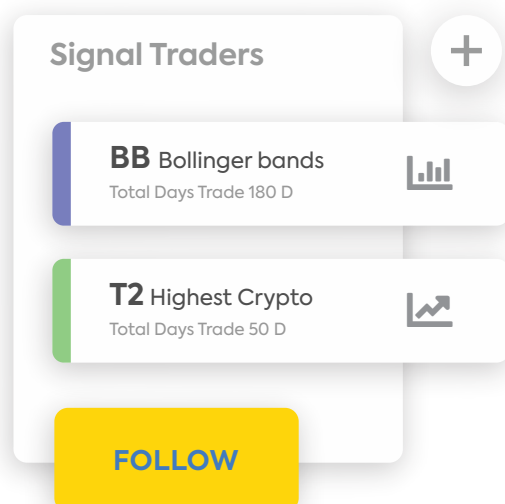 Signal Traders
BB Bollinger bands
Total Days Trade 180 D
T2 Highest Crypto
Total Days Trade 50 D
FOLLOW